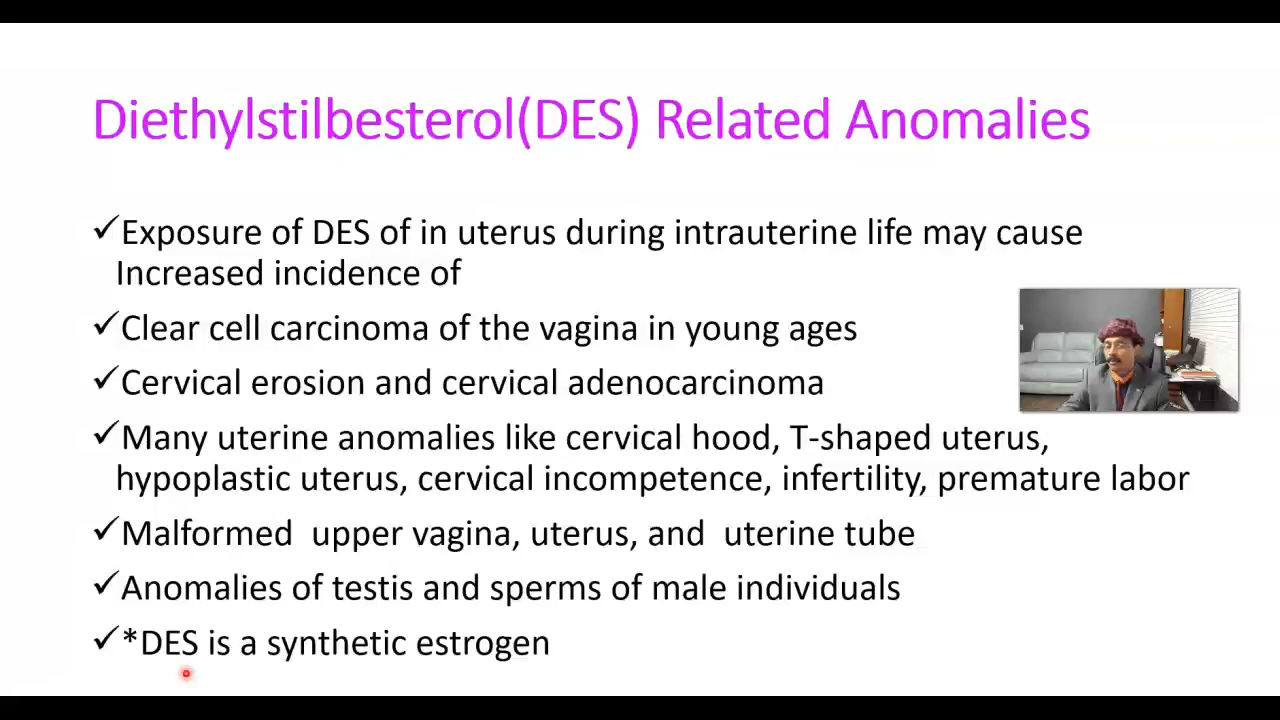 Diethylstilbesterol(DES) Related Anomalies
✓Exposure of DES of in uterus during intrauterine life may cause
Increased incidence of
✓Clear cell carcinoma of the vagina in young ages
✓Cervical erosion and cervical adenocarcinoma
✓Many uterine anomalies like cervical hood, T-shaped uterus,
hypoplastic uterus, cervical incompetence, infertility, premature labor
✓Malformed upper vagina, uterus, and uterine tube
✓Anomalies of testis and sperms of male individuals
✓*DES is a synthetic estrogen